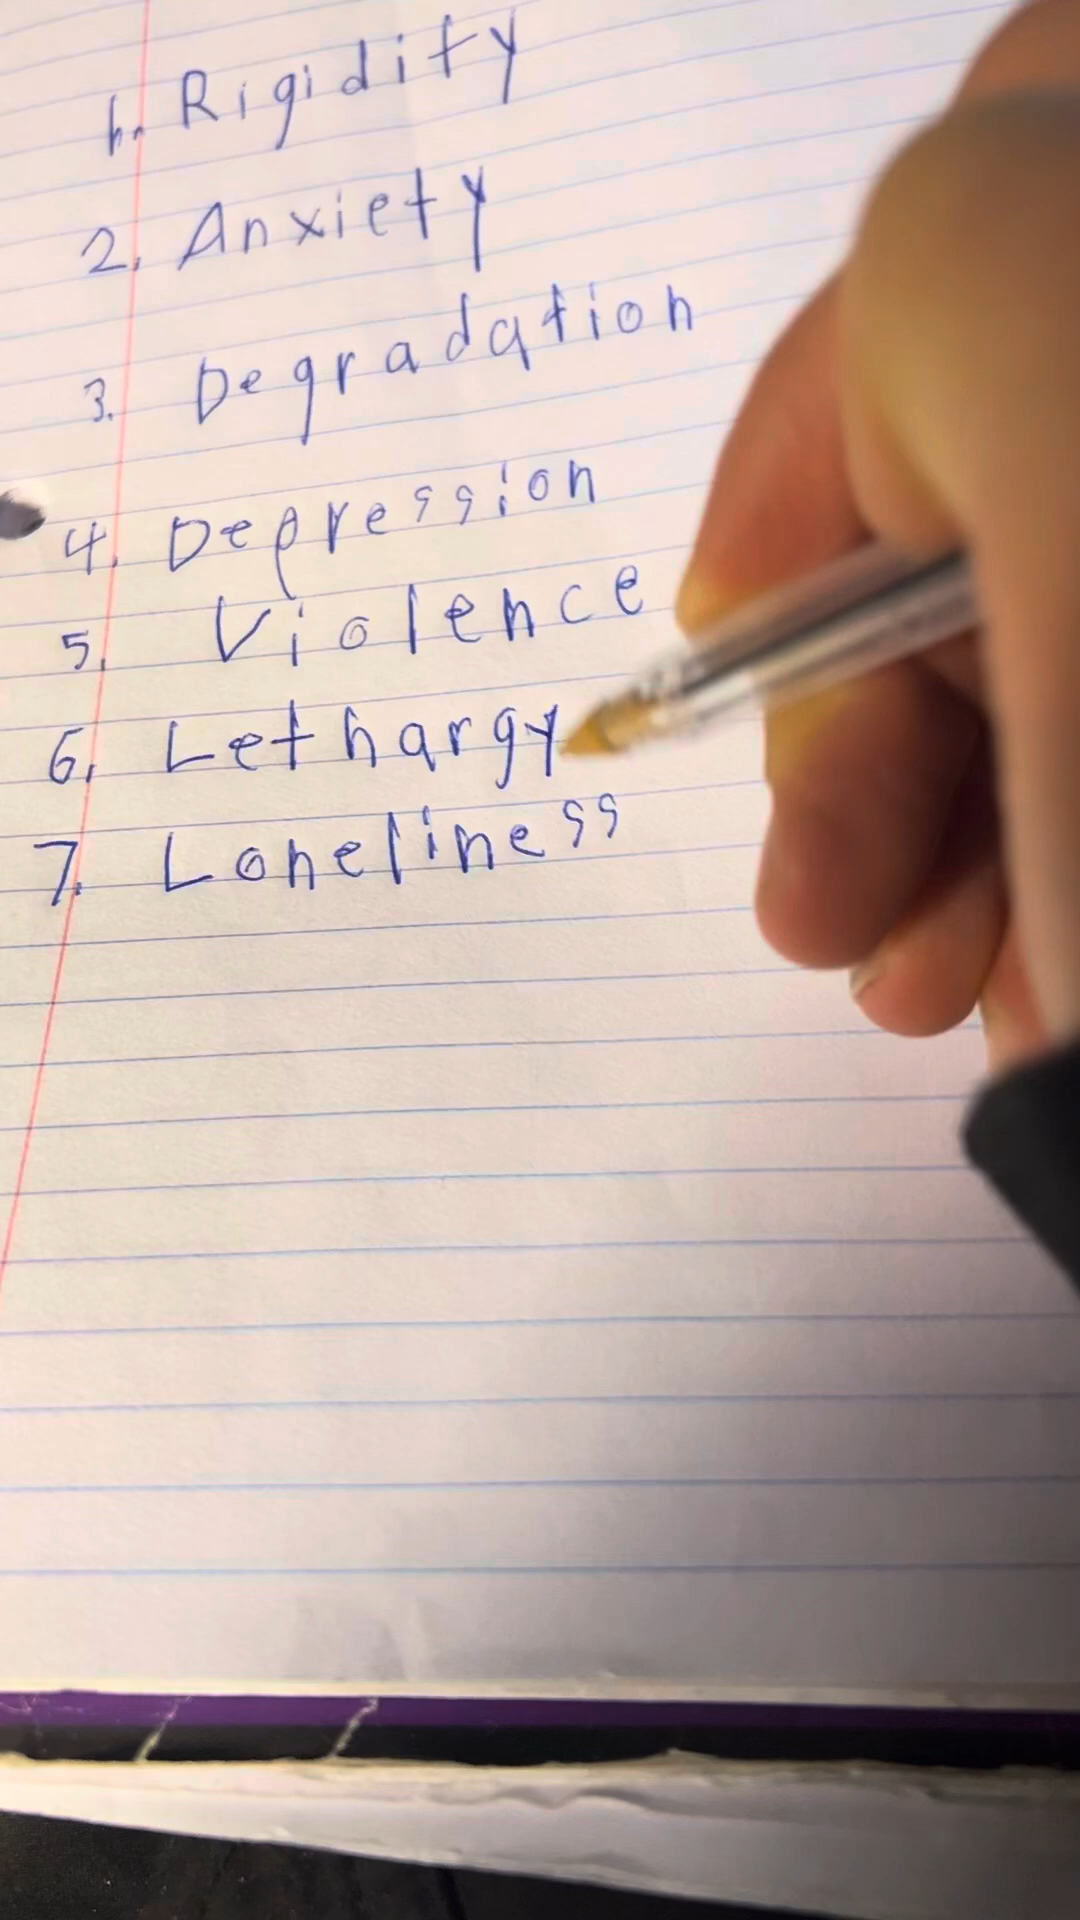 1. Rigidity
2. Anxiety
3. Degradation
4. Depression
5. Violence
6. Lethargy
7. Loneliness